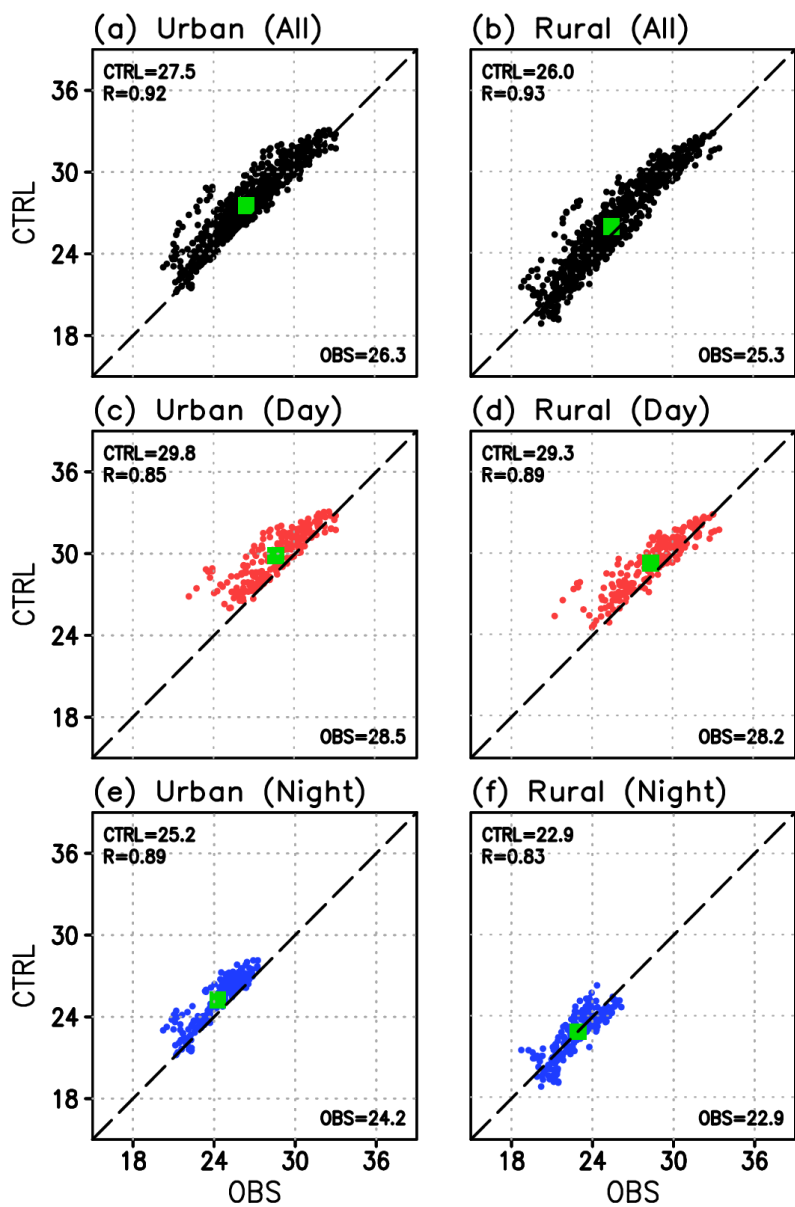 (a) Urban (All)
CTRL=27.5
R=0.92
36
30
24
18
CTRL
OBS=26.3
(b) Rural (All)
CTRL=26.0
R=0.93
OBS=25.3
(c) Urban (Day)
CTRL=29.8
R=0.85
36
30
24
18
CTRL
OBS=28.5
(d) Rural (Day)
CTRL=29.3
R=0.89
OBS=28.2
(e) Urban (Night)
CTRL=25.2
R=0.89
36
30
24
18
CTRL
OBS=24.2
18 24 30 36
OBS
(f) Rural (Night)
CTRL=22.9
R=0.83
OBS=22.9
18 24 30 36
OBS